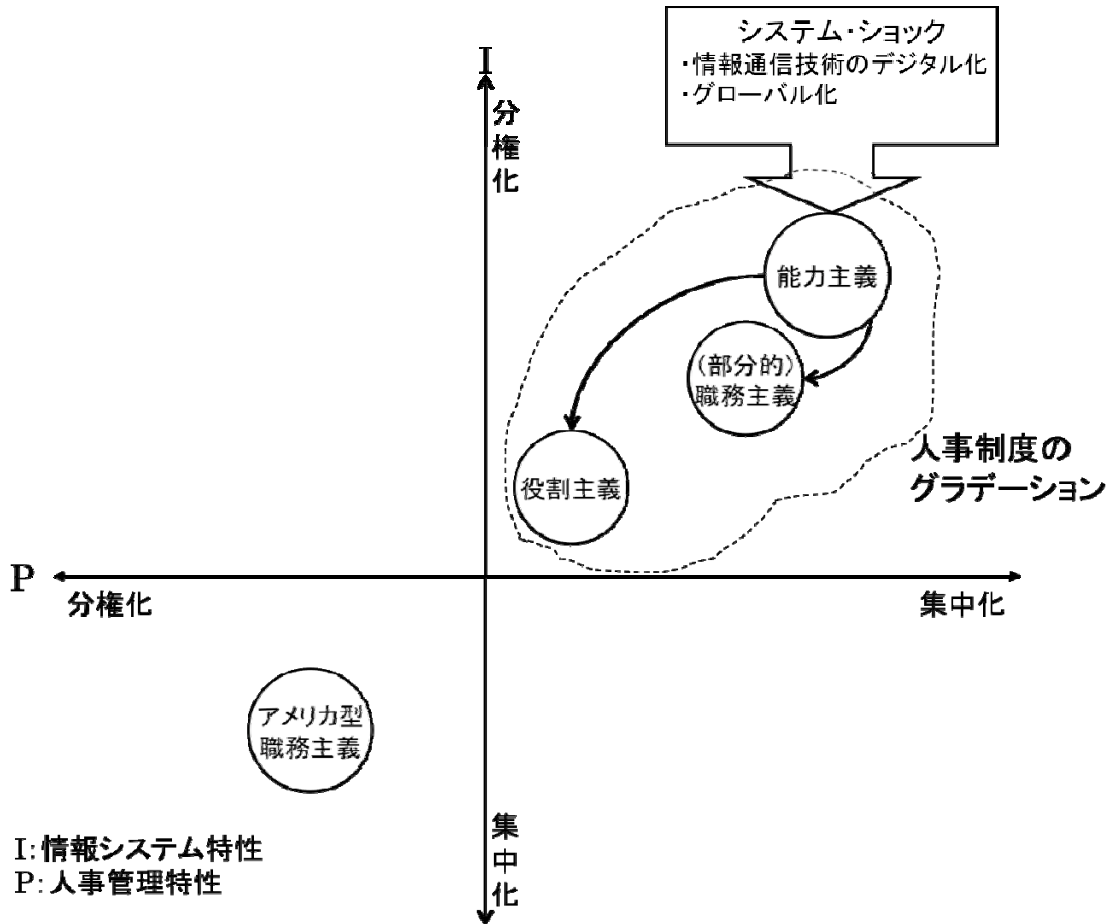 システム・ショック
・情報通信技術のデジタル化
・グローバル化
I
分権化
能力主義
(部分的)
職務主義
役割主義
人事制度の
グラデーション
P
分権化
集中化
アメリカ型
職務主義
集中化
I:情報システム特性
P:人事管理特性